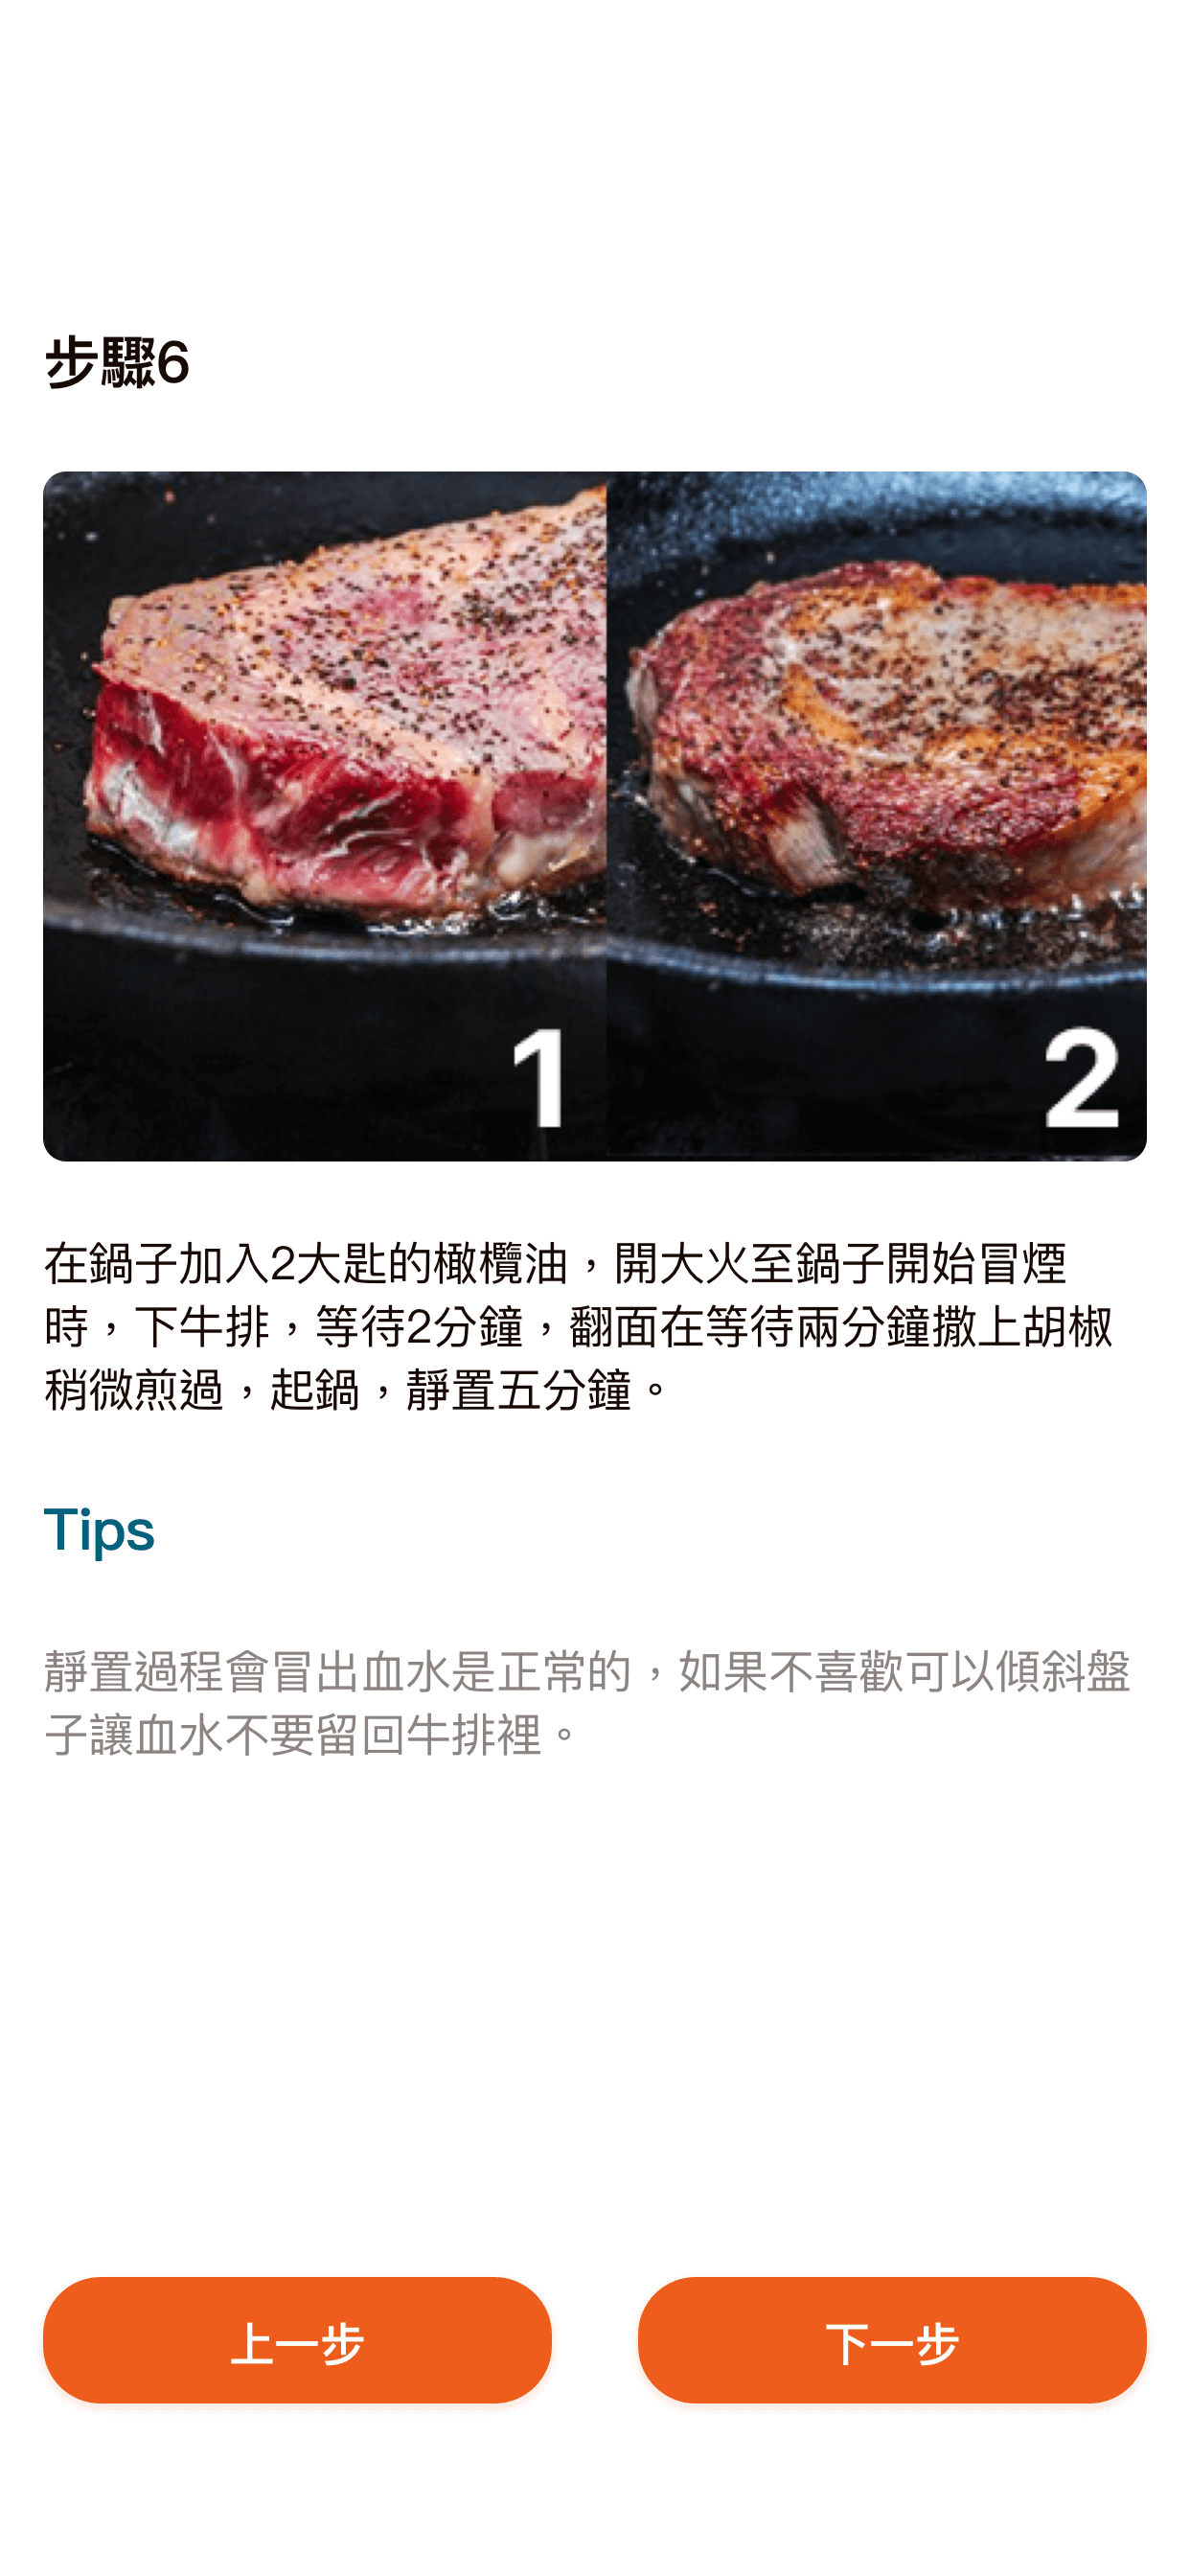 步驟6
1
2
在鍋子加入2大匙的橄欖油，開大火至鍋子開始冒煙
時，下牛排，等待2分鐘，翻面在等待兩分鐘撒上胡椒
稍微煎過，起鍋，靜置五分鐘。
Tips
靜置過程會冒出血水是正常的，如果不喜歡可以傾斜盤
子讓血水不要留回牛排裡。
上一步
下一步